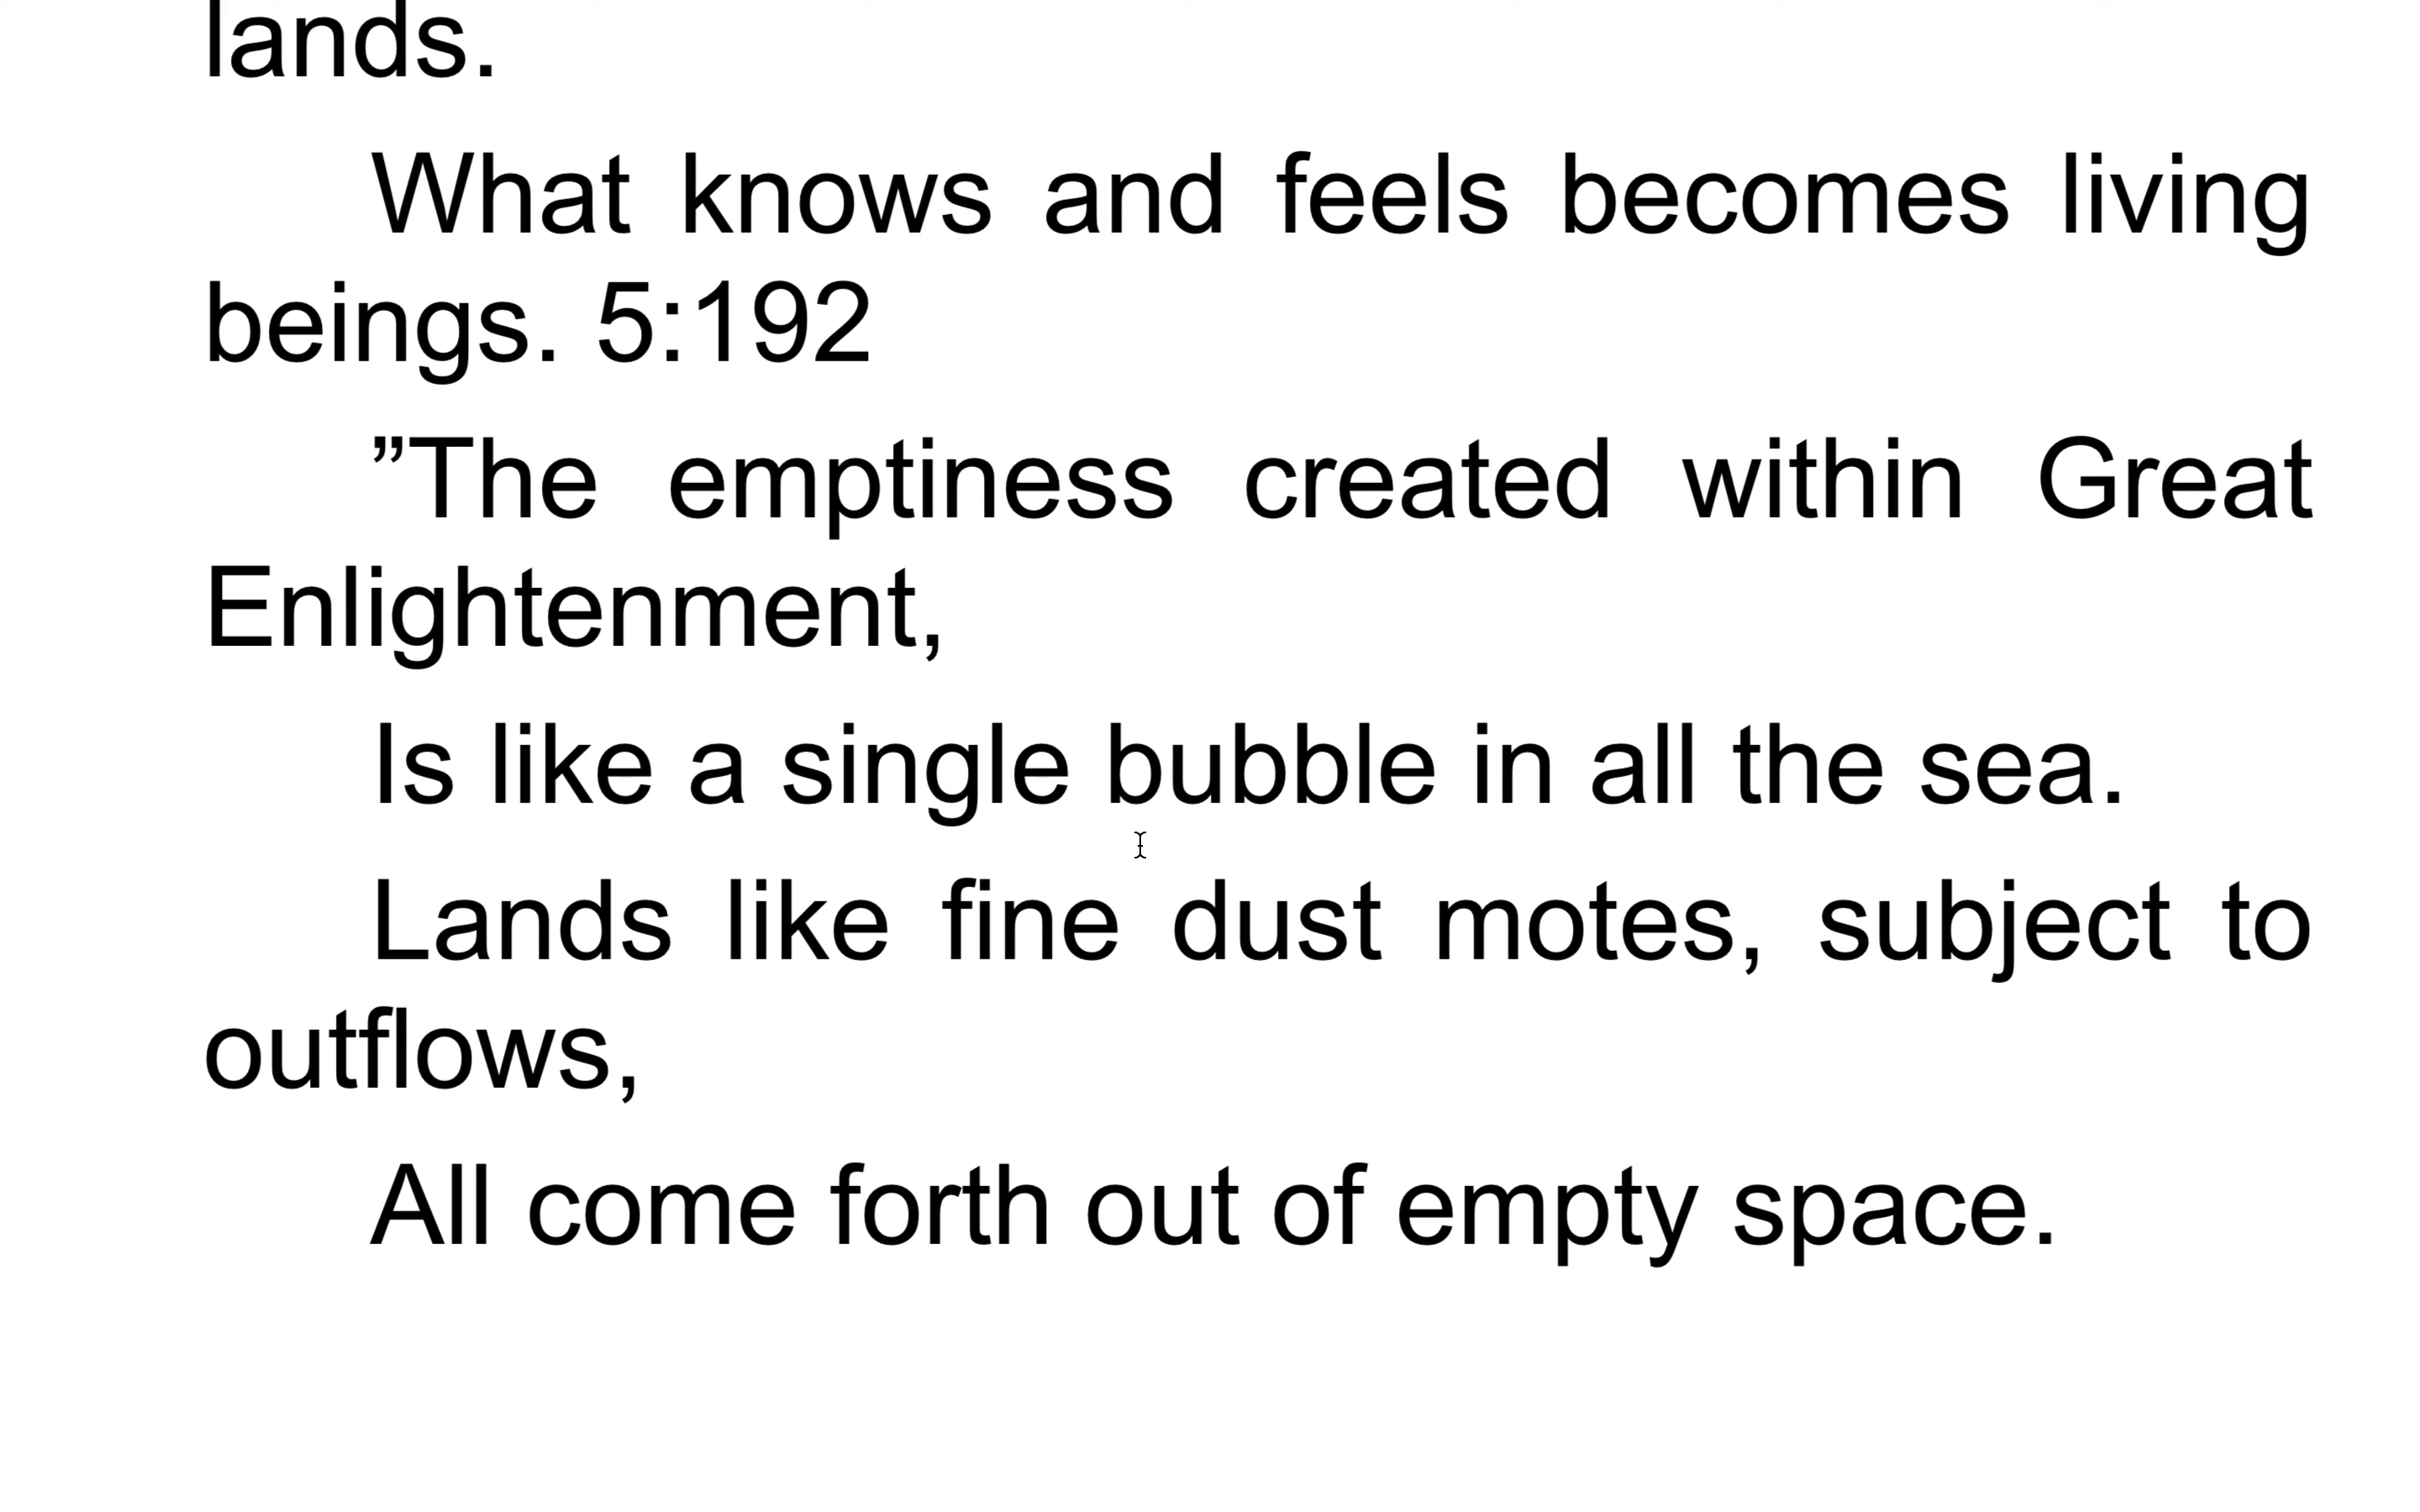 lands.
What knows and feels becomes living
beings. 5:192
”The emptiness created within Great
Enlightenment,
Is like a single bubble in all the sea.
Lands like fine dust motes, subject to
outflows,
All come forth out of empty space.